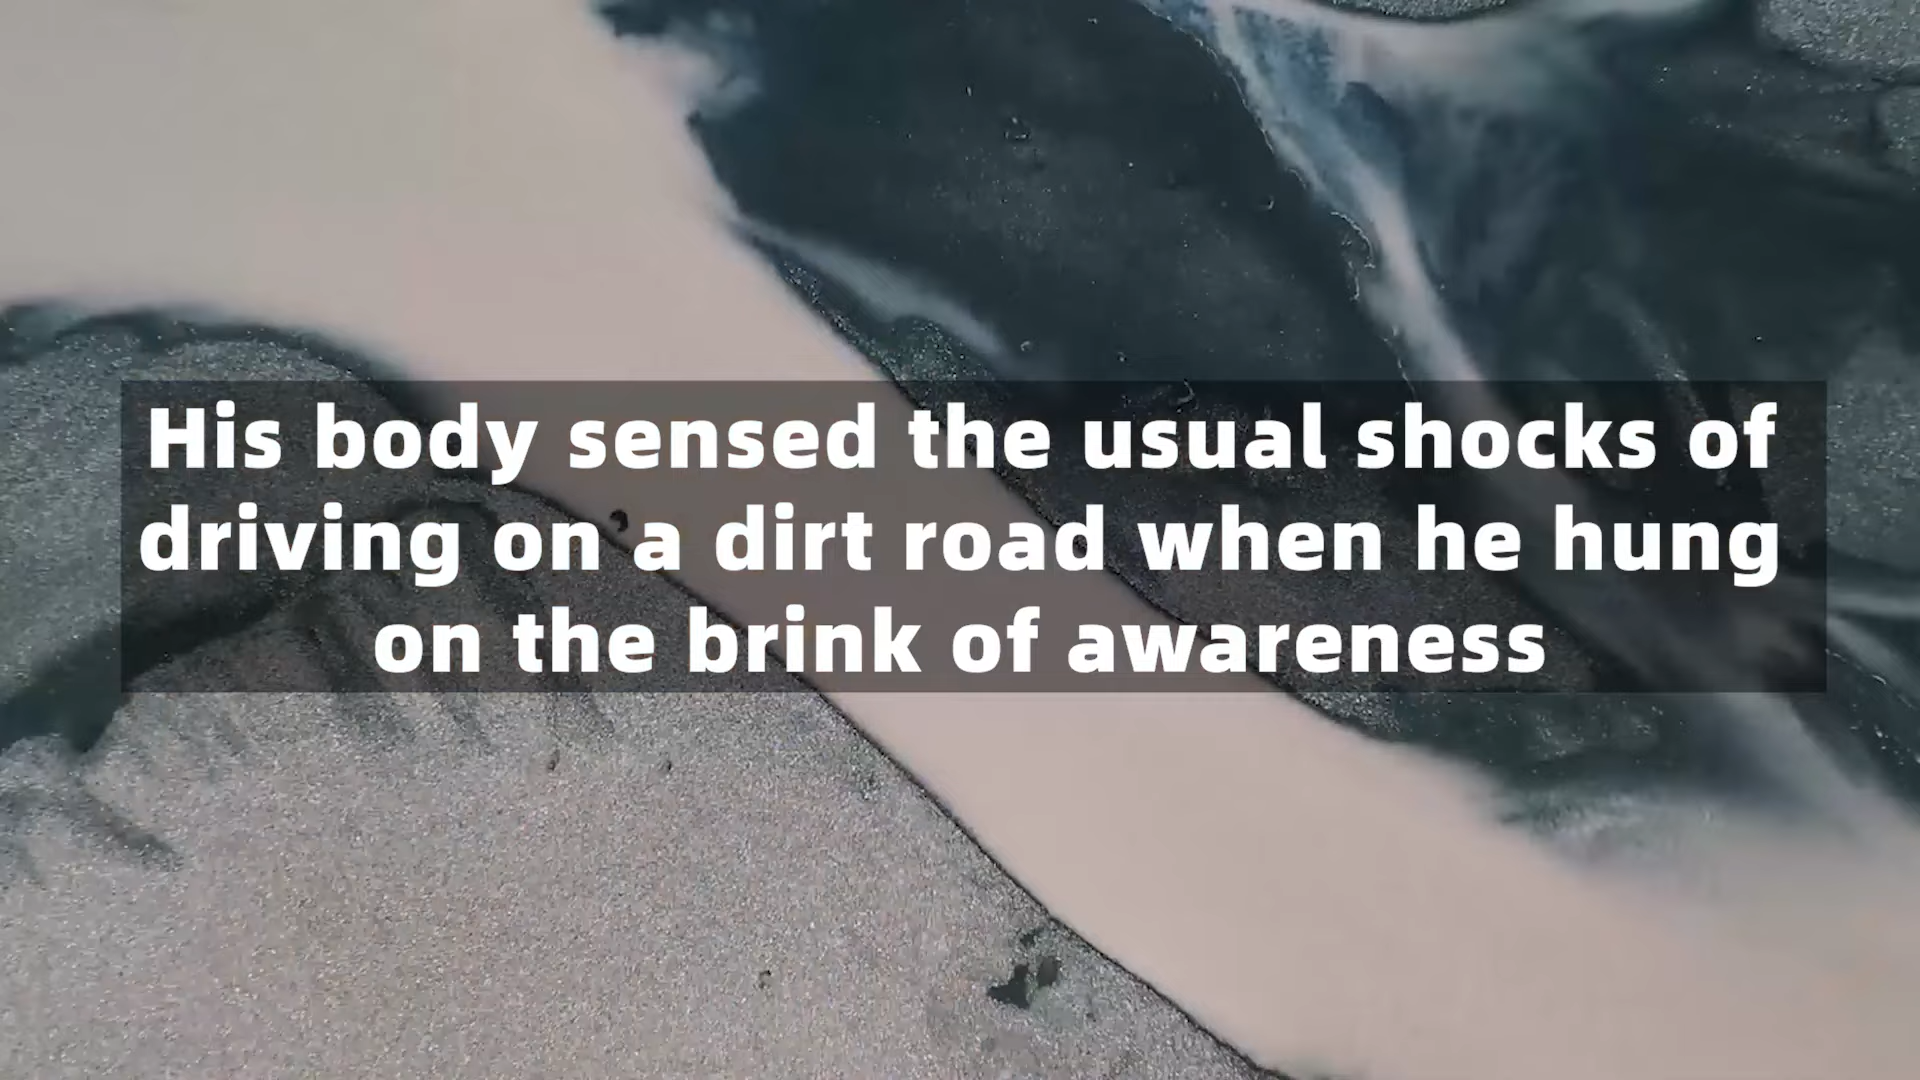 His body sensed the usual shocks of
driving on a dirt road when he hung
on the brink of awareness